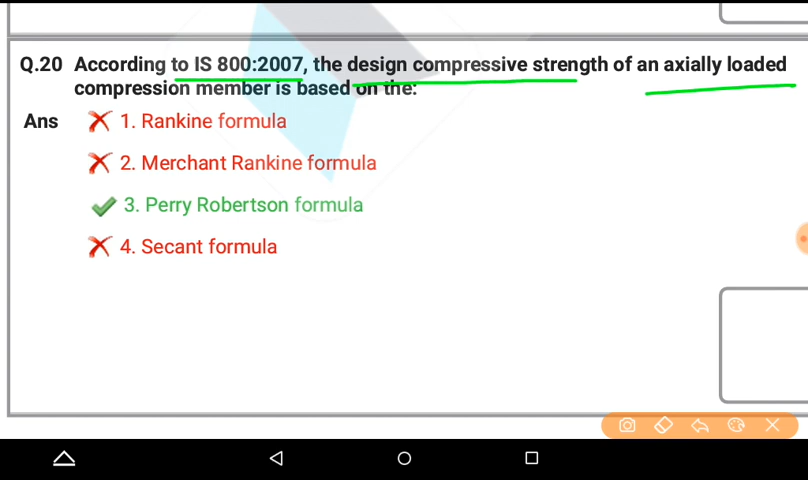 Q.20 According to IS 800:2007, the design compressive strength of an axially loaded
compression member is based on the:
Ans 1. Rankine formula
2. Merchant Rankine formula
3. Perry Robertson formula
4. Secant formula